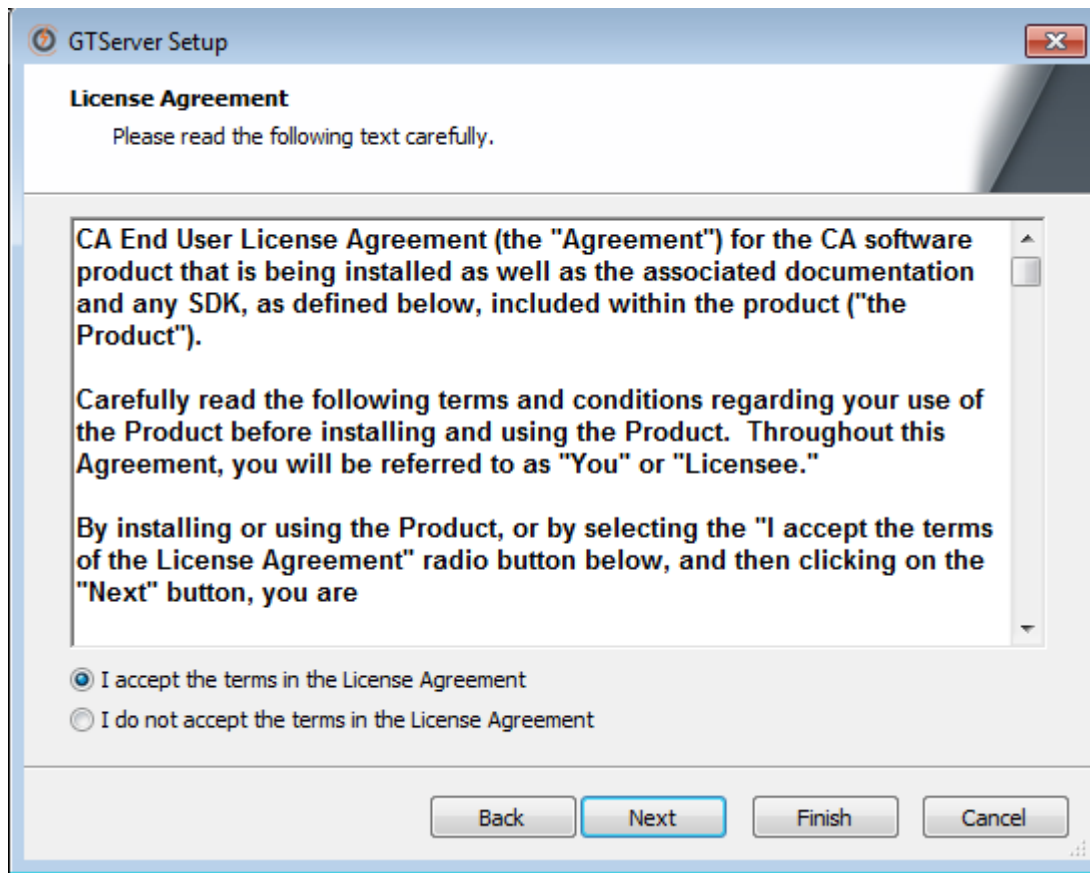 GTServer Setup
License Agreement
Please read the following text carefully.
CA End User License Agreement (the "Agreement") for the CA software
product that is being installed as well as the associated documentation
and any SDK, as defined below, included within the product ("the
Product").
Carefully read the following terms and conditions regarding your use of
the Product before installing and using the Product.  Throughout this
Agreement, you will be referred to as "You" or "Licensee."
By installing or using the Product, or by selecting the "I accept the terms
of the License Agreement" radio button below, and then clicking on the
"Next" button, you are
I accept the terms in the License Agreement
I do not accept the terms in the License Agreement
Back Next Finish Cancel